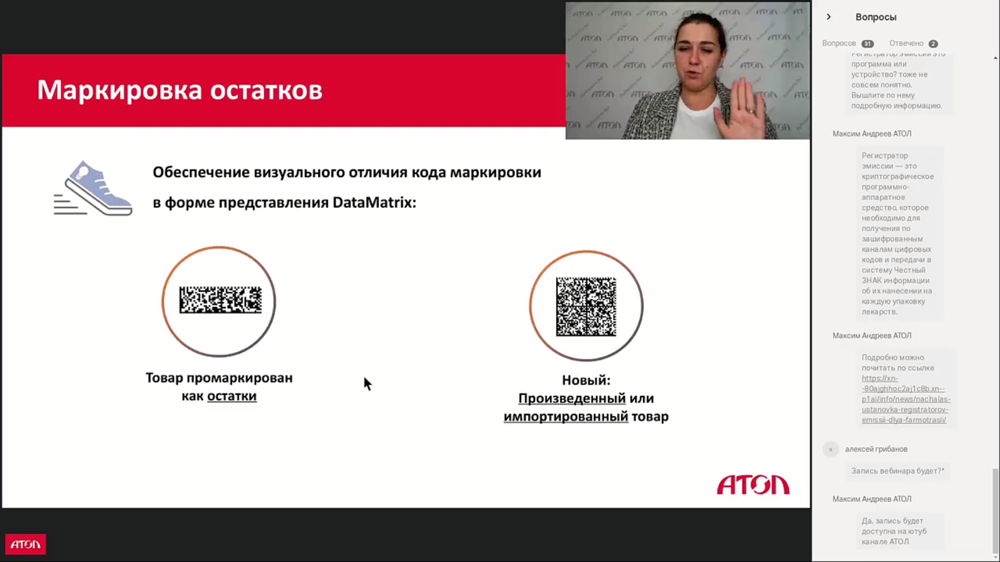 Маркировка остатков
Обеспечение визуального отличия кода маркировки
в форме представления DataMatrix:
Товар промаркирован
как остатки
Новый:
Произведенный или
импортированный товар
АТОЛ
АТОЛ
Вопросы
Вопросов 31 Отвечено 2
Регистратор эмиссии это
программа или
устройство? тоже не
совсем понятно.
Вышлите по нему
подробную информацию.
Максим Андреев АТОЛ
Регистратор
эмиссии — это
криптографическое
программно-
аппаратное
средство, которое
необходимо для
получения по
зашифрованным
каналам цифровых
кодов и передачи в
систему Честный
ЗНАК информации
об их нанесении на
каждую упаковку
лекарств.
Максим Андреев АТОЛ
Подробно можно
почитать по ссылке
https://xn-
-80ajghhoc2aj1c8b.xn--
p1ai/info/news/nachalas-
ustanovka-registratorov-
emissii-dlya-farmotrasli/
а алексей грибанов
Запись вебинара будет?*
Максим Андреев АТОЛ
Да, запись будет
доступна на ютуб
канале АТОЛ